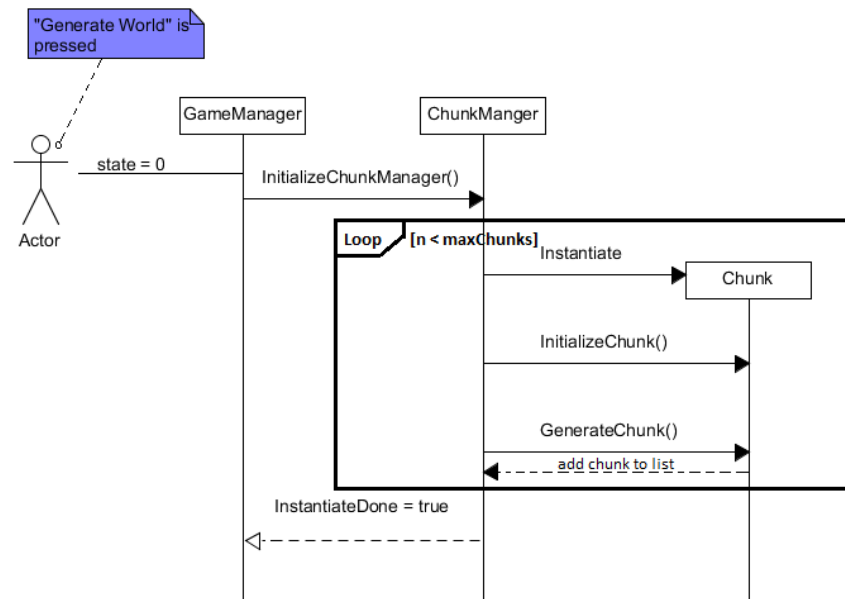 "Generate World" is
pressed
GameManager
ChunkManger
state = 0
InitializeChunkManager()
Actor
Loop [n < maxChunks]
Instantiate
Chunk
InitializeChunk()
GenerateChunk()
add chunk to list
InstantiateDone = true